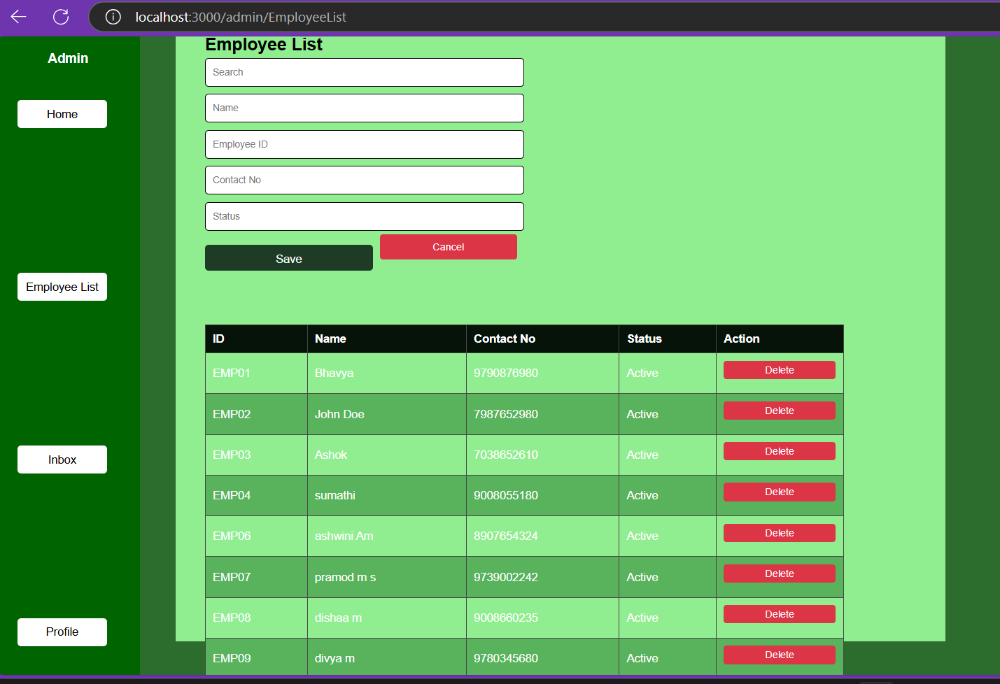 localhost:3000/admin/EmployeeList
Admin
Home
Employee List
Inbox
Profile
Employee List
Search
Name
Employee ID
Contact No
Status
Save Cancel
ID Name Contact No Status Action
EMP01 Bhavya 9790876980 Active Delete
EMP02 John Doe 7987652980 Active Delete
EMP03 Ashok 7038652610 Active Delete
EMP04 sumathi 9008055180 Active Delete
EMP06 ashwini Am 8907654324 Active Delete
EMP07 pramod m s 9739002242 Active Delete
EMP08 dishaa m 9008660235 Active Delete
EMP09 divya m 9780345680 Active Delete